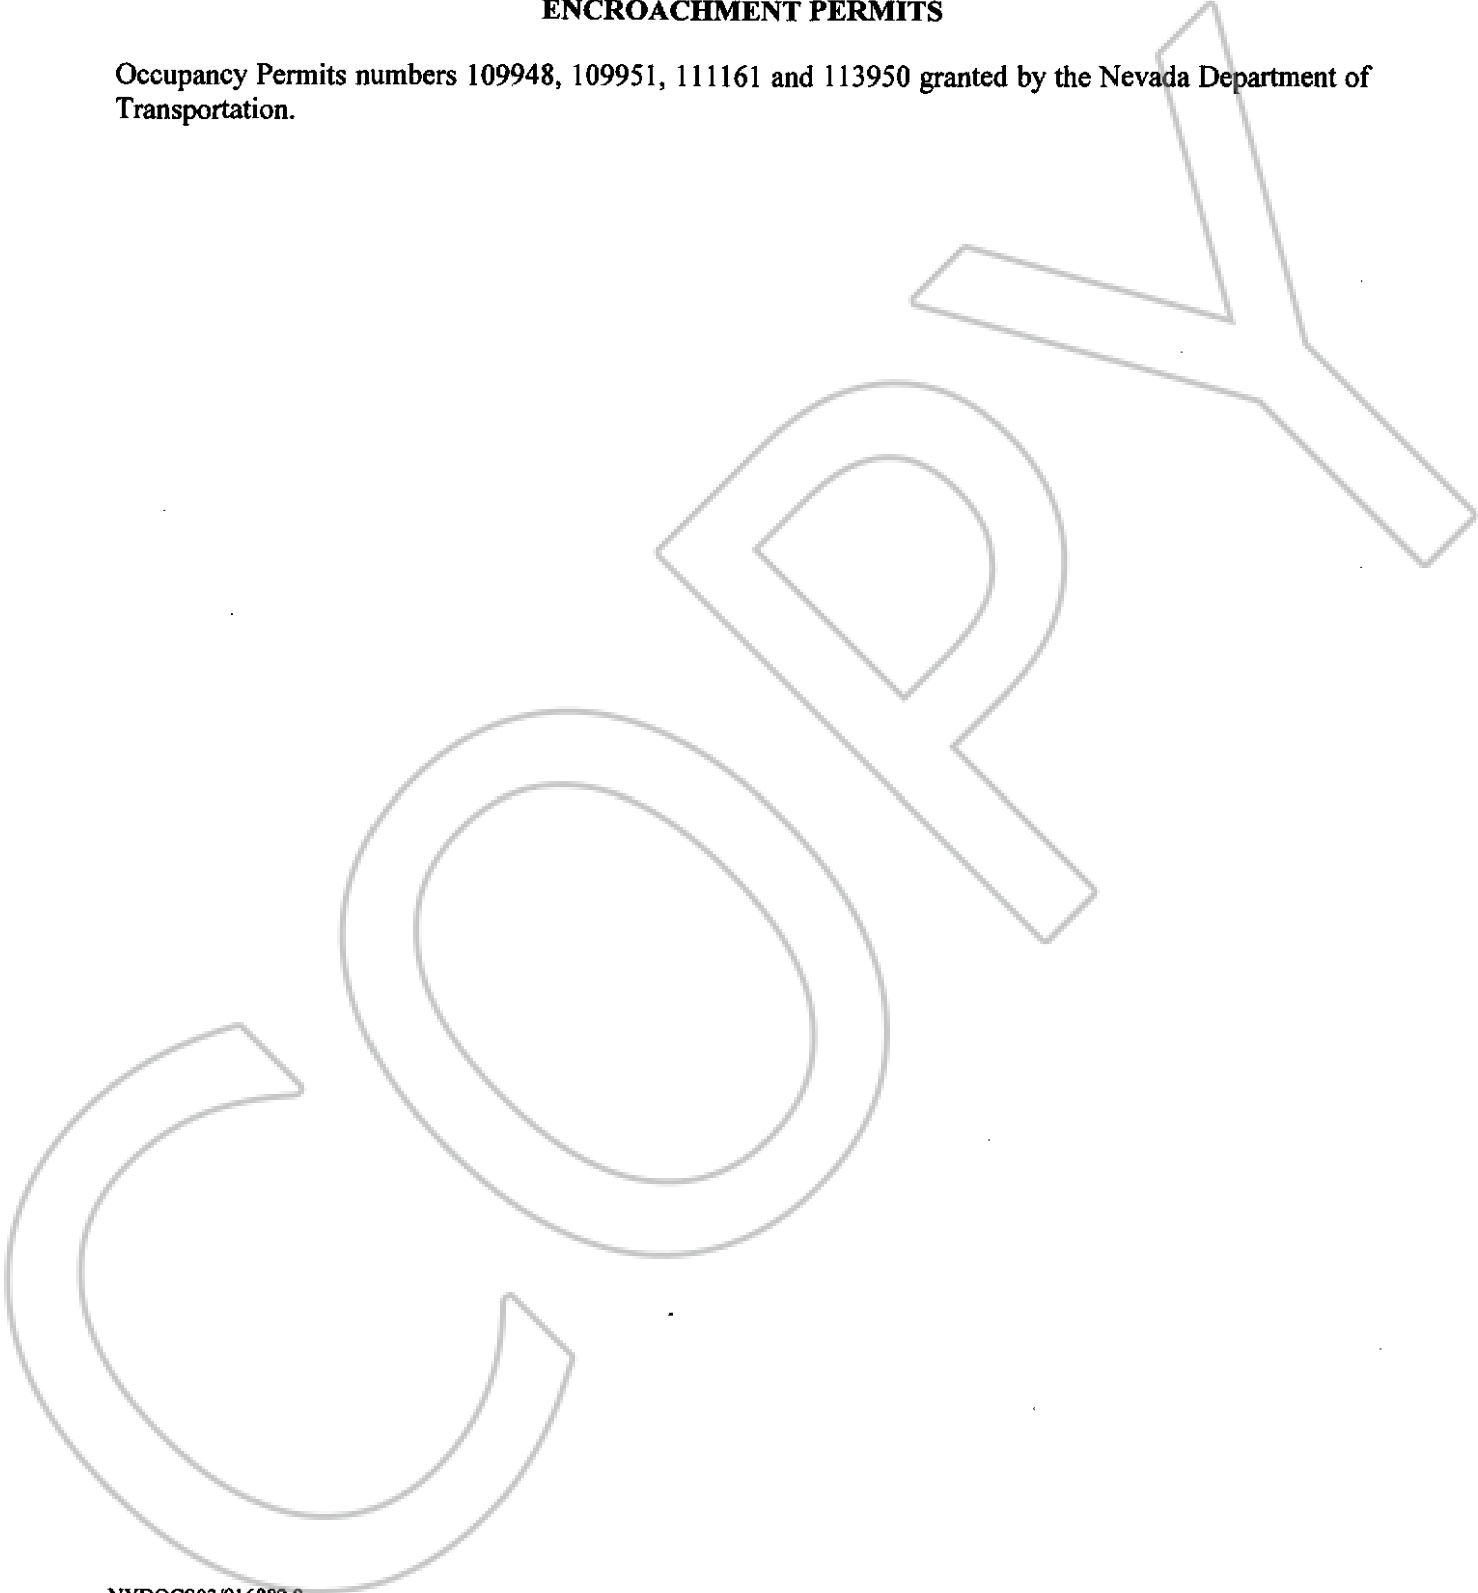 ENCROACHMENT PERMITS
Occupancy Permits numbers 109948, 109951, 111161 and 113950 granted by the Nevada Department of
Transportation.
COPY